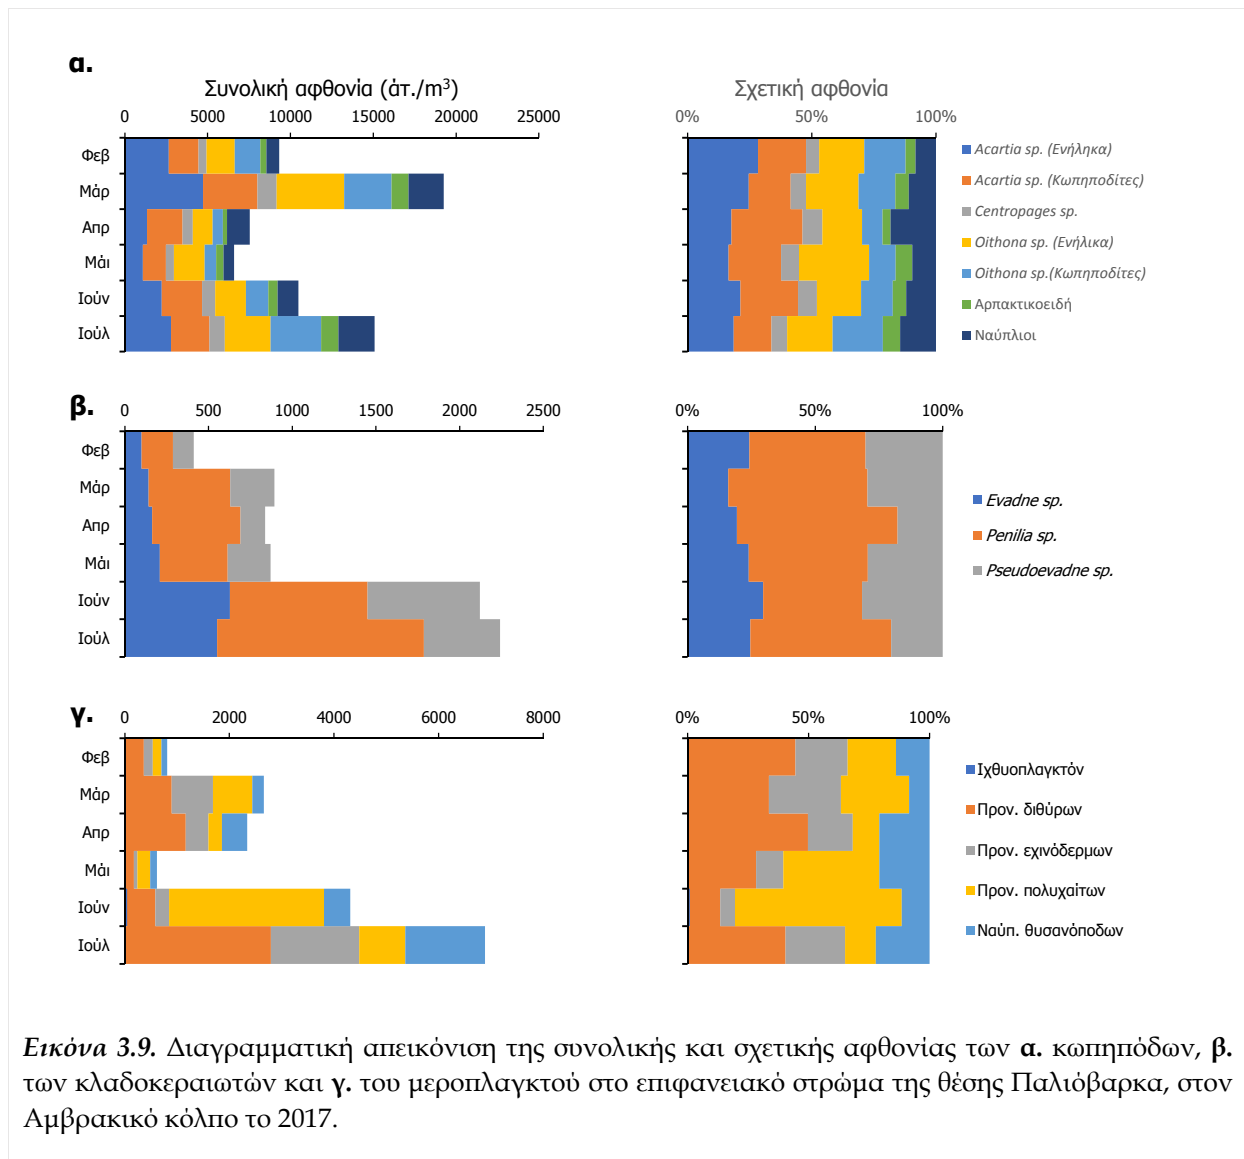 α.
Συνολική αφθονία (άτ./m³)
Σχετική αφθονία
0 5000 10000 15000 20000 25000
0% 50% 100%
Φεβ
Μάρ
Απρ
Μάι
Ιούν
Ιούλ
Acartia sp. (Ενήληκα)
Acartia sp. (Κωπηποδίτες)
Centropages sp.
Oithona sp. (Ενήλικα)
Oithona sp.(Κωπηποδίτες)
Αρπακτικοειδή
Ναύπλιοι
β.
0 500 1000 1500 2000 2500
0% 50% 100%
Φεβ
Μάρ
Απρ
Μάι
Ιούν
Ιούλ
Evadne sp.
Penilia sp.
Pseudoevadne sp.
γ.
0 2000 4000 6000 8000
0% 50% 100%
Φεβ
Μάρ
Απρ
Μάι
Ιούν
Ιούλ
Ιχθυοπλαγκτόν
Προν. διθύρων
Προν. εχινόδερμων
Προν. πολυχαίτων
Ναύπ. θυσανόποδων
Εικόνα 3.9. Διαγραμματική απεικόνιση της συνολικής και σχετικής αφθονίας των α. κωπηπόδων, β.
των κλαδοκεραιωτών και γ. του μεροπλαγκτού στο επιφανειακό στρώμα της θέσης Παλιόβαρκα, στον
Αμβρακικό κόλπο το 2017.